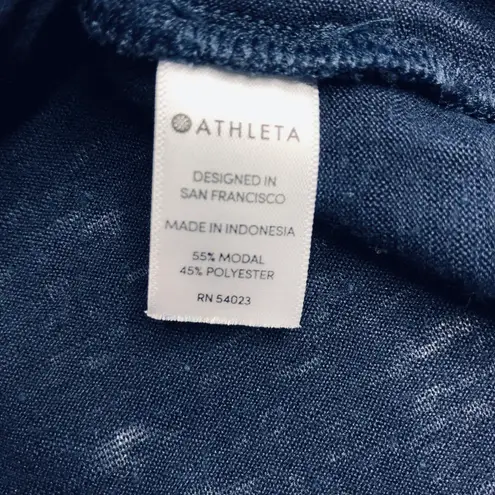 ATHLETA
DESIGNED IN
SAN FRANCISCO
MADE IN INDONESIA
55% MODAL
45% POLYESTER
RN 54023